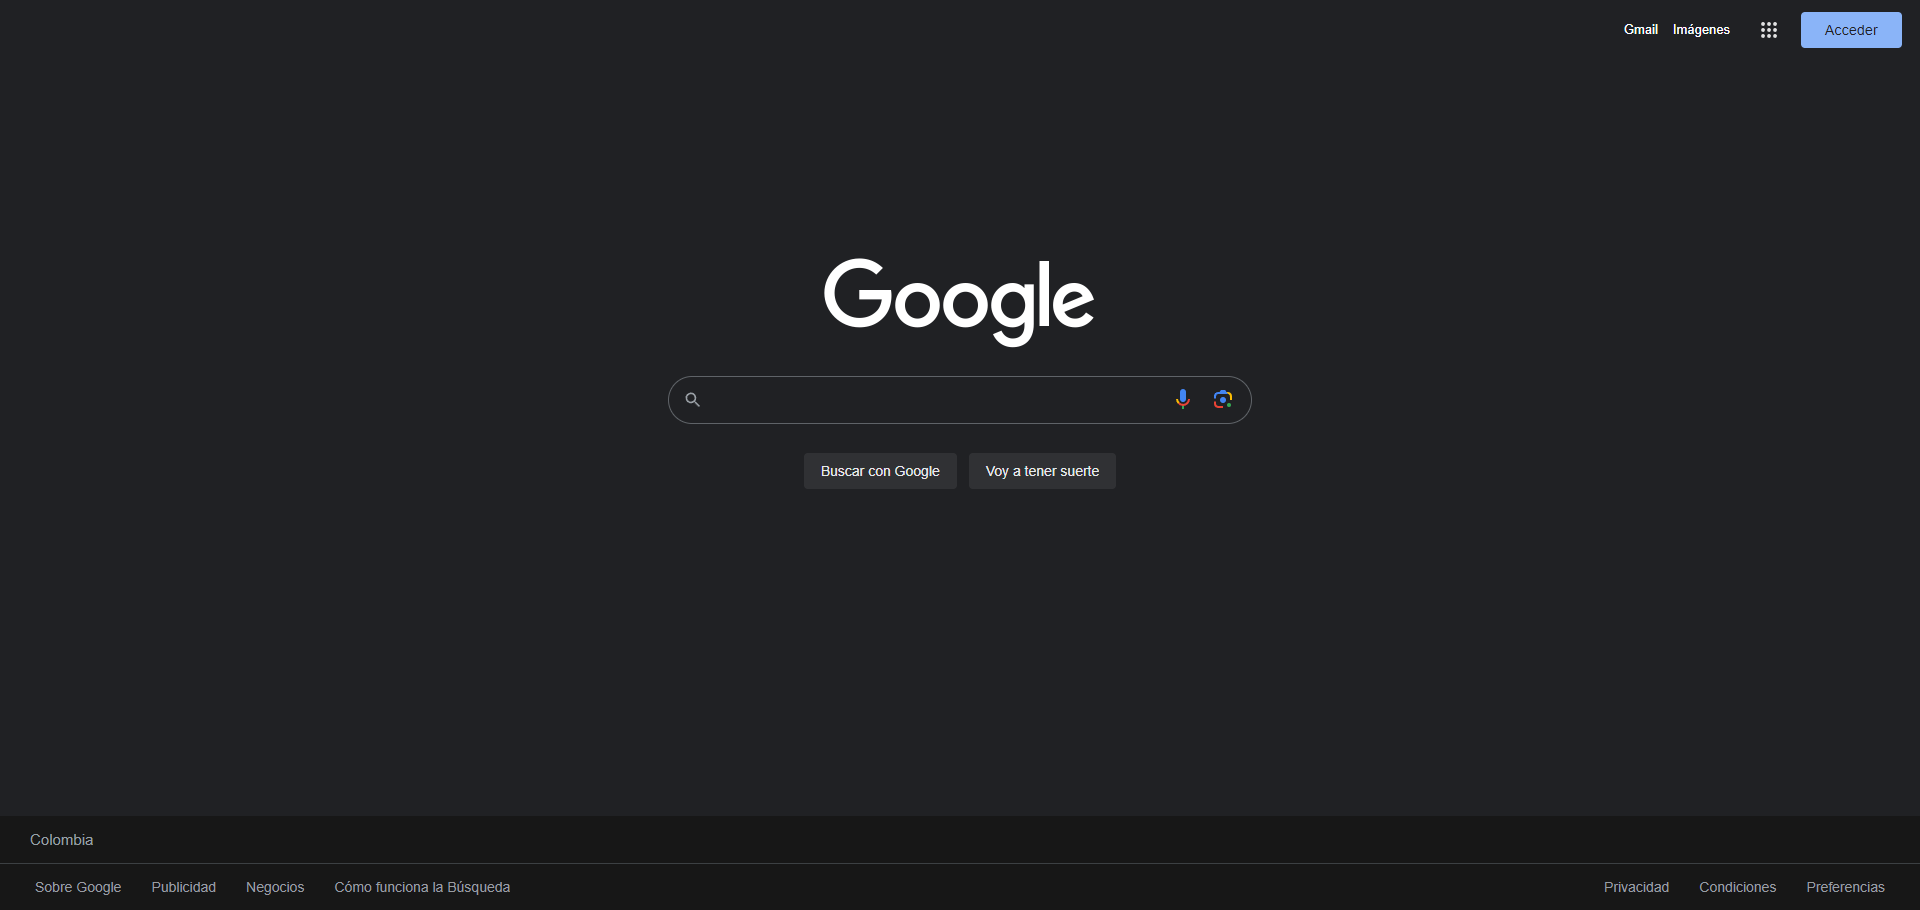 Gmail Imágenes Acceder
Google
Buscar con Google Voy a tener suerte
Colombia
Sobre Google Publicidad Negocios Cómo funciona la Búsqueda Privacidad Condiciones Preferencias